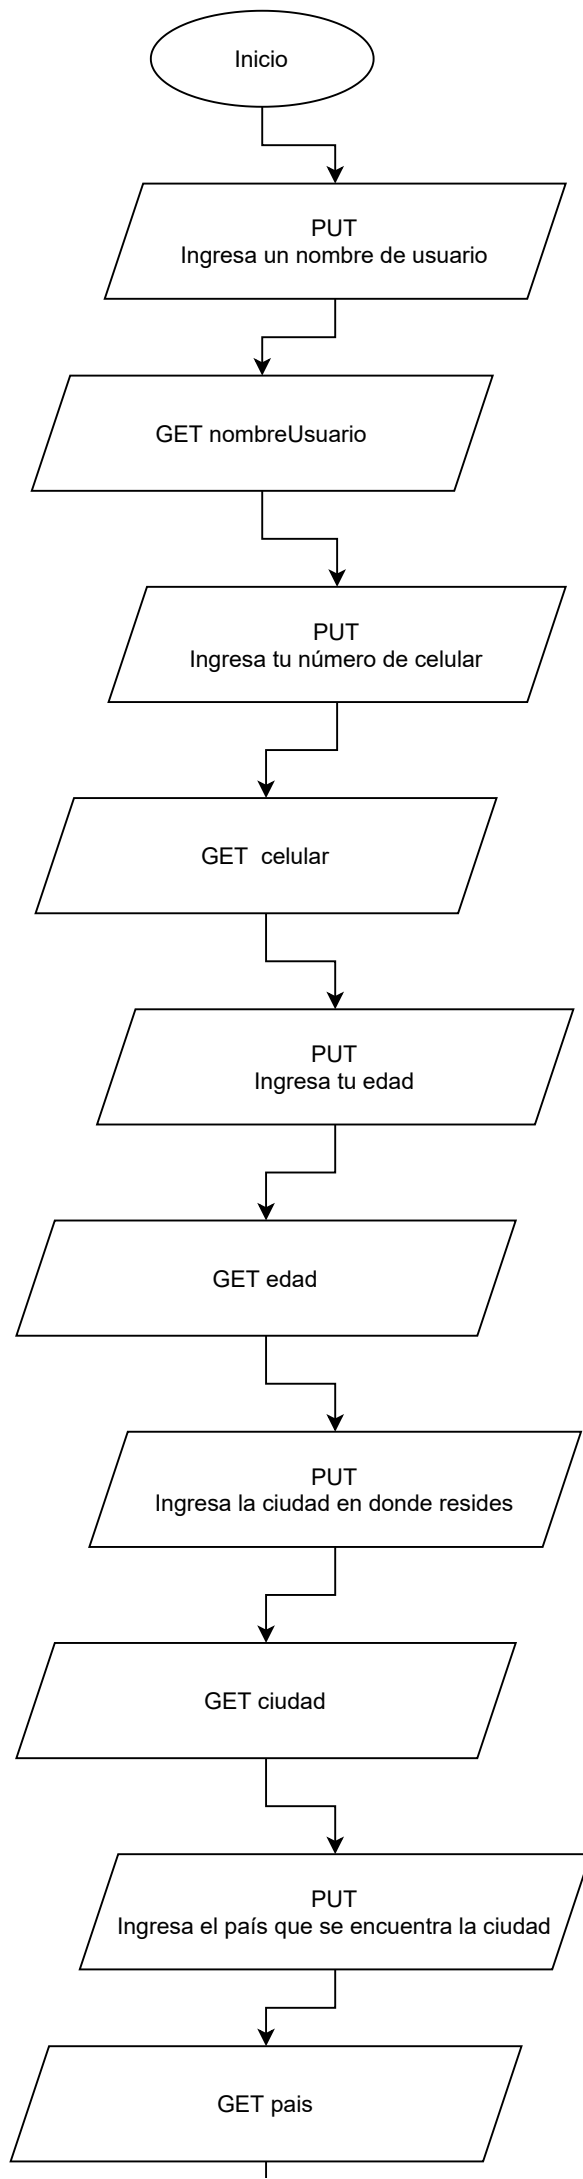 Inicio
PUT
Ingresa un nombre de usuario
GET nombreUsuario
PUT
Ingresa tu número de celular
GET  celular
PUT
Ingresa tu edad
GET edad
PUT
Ingresa la ciudad en donde resides
GET ciudad
PUT
Ingresa el país que se encuentra la ciudad
GET pais